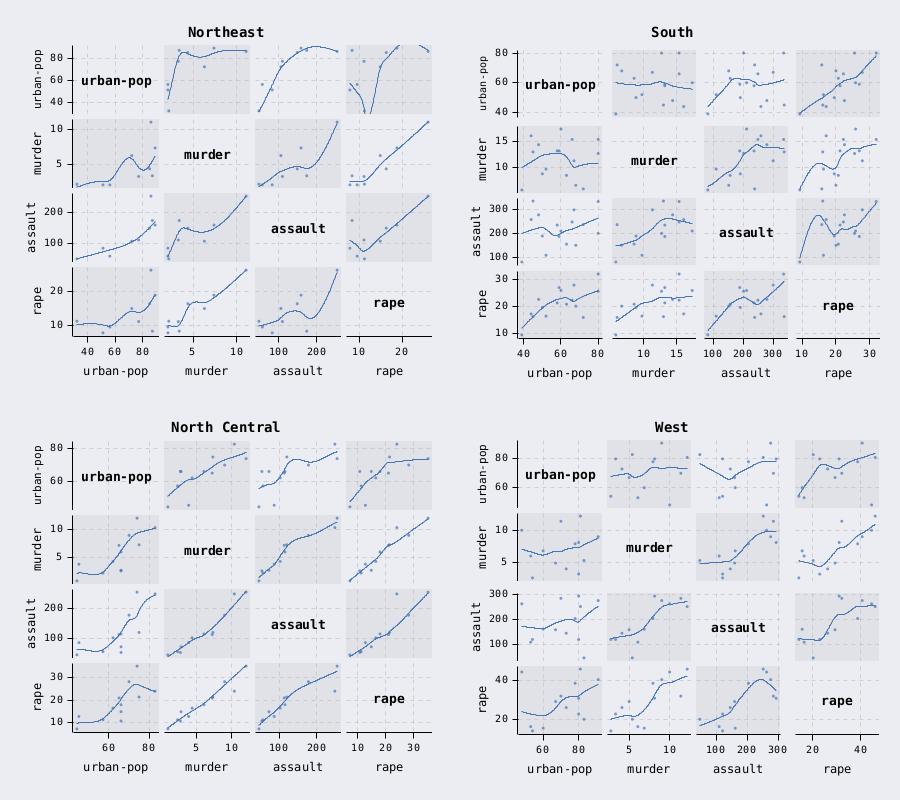 Northeast
80
60
40
urban-pop
urban-pop
10
5
murder
murder
200
100
assault
assault
20
10
rape
rape
40 60 80 5 10 100 200 10 20
urban-pop murder assault rape
South
80
60
40
urban-pop
urban-pop
15
10
murder
murder
300
200
100
assault
assault
30
20
10
rape
rape
40 60 80 10 15 100 200 300 10 20 30
urban-pop murder assault rape
North Central
80
60
urban-pop
urban-pop
10
5
murder
murder
200
100
assault
assault
30
20
10
rape
rape
60 80 5 10 100 200 10 20 30
urban-pop murder assault rape
West
80
60
urban-pop
urban-pop
10
5
murder
murder
300
200
100
assault
assault
40
20
rape
rape
60 80 5 10 100 200 300 20 40
urban-pop murder assault rape